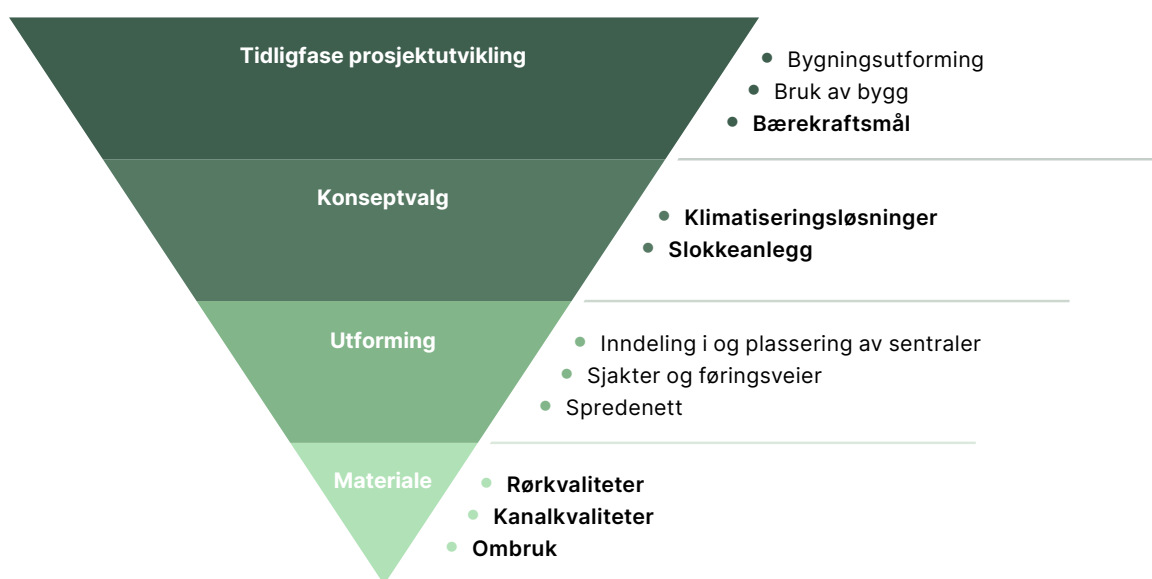 Tidligfase prosjektutvikling
Bygningsutforming
Bruk av bygg
Bærekraftsmål
Konseptvalg
Klimatiseringsløsninger
Slokkeanlegg
Utforming
Inndeling i og plassering av sentraler
Sjakter og føringsveier
Spredenett
Materiale
Rørkvaliteter
Kanalkvaliteter
Ombruk